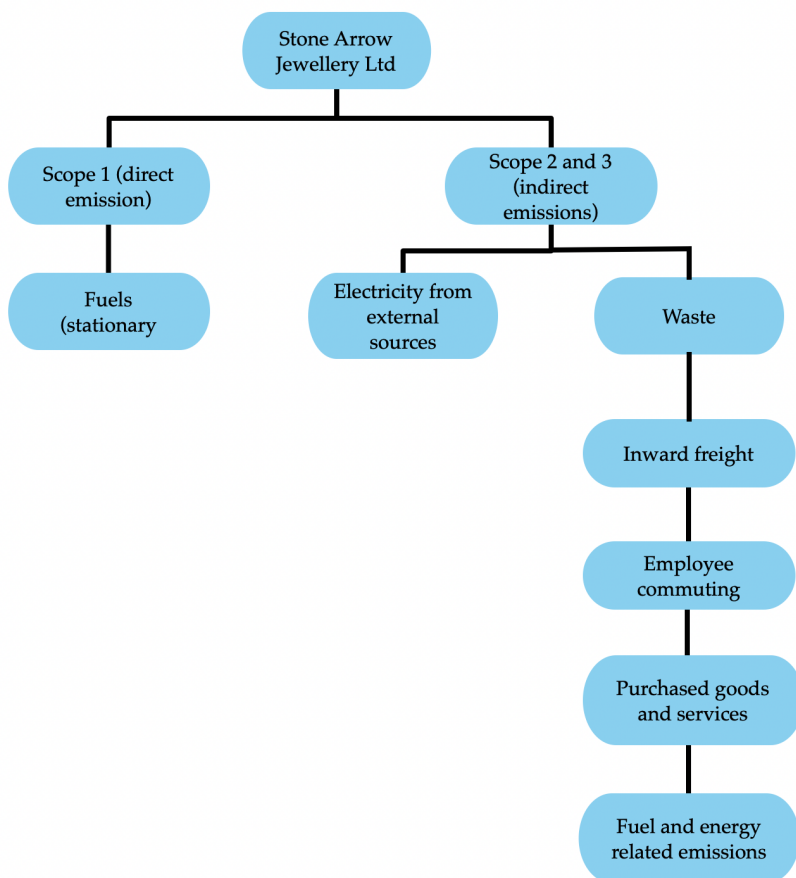 Stone Arrow
Jewellery Ltd
Scope 1 (direct
emission)
Scope 2 and 3
(indirect
emissions)
Fuels
(stationary
Electricity from
external
sources
Waste
Inward freight
Employee
commuting
Purchased goods
and services
Fuel and energy
related emissions